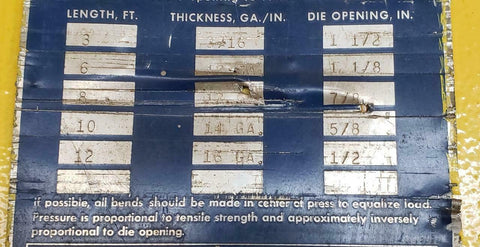 LENGTH, FT. THICKNESS, GA./IN. DIE OPENING, IN.
3 16 1 1/2
6 1 1/8
8 7/8
10 14 GA. 5/8
12 16 GA. 1/2
if possible, all bends should be made in center of press to equalize load.
Pressure is proportional to tensile strength and approximately inversely
proportional to die opening.